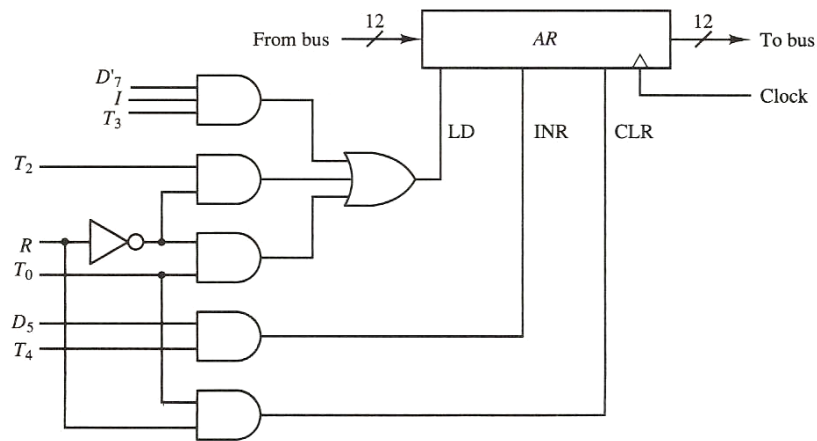 12
12
From bus
AR
To bus
D'7
I
T3
Clock
LD
INR
CLR
T2
R
T0
D5
T4